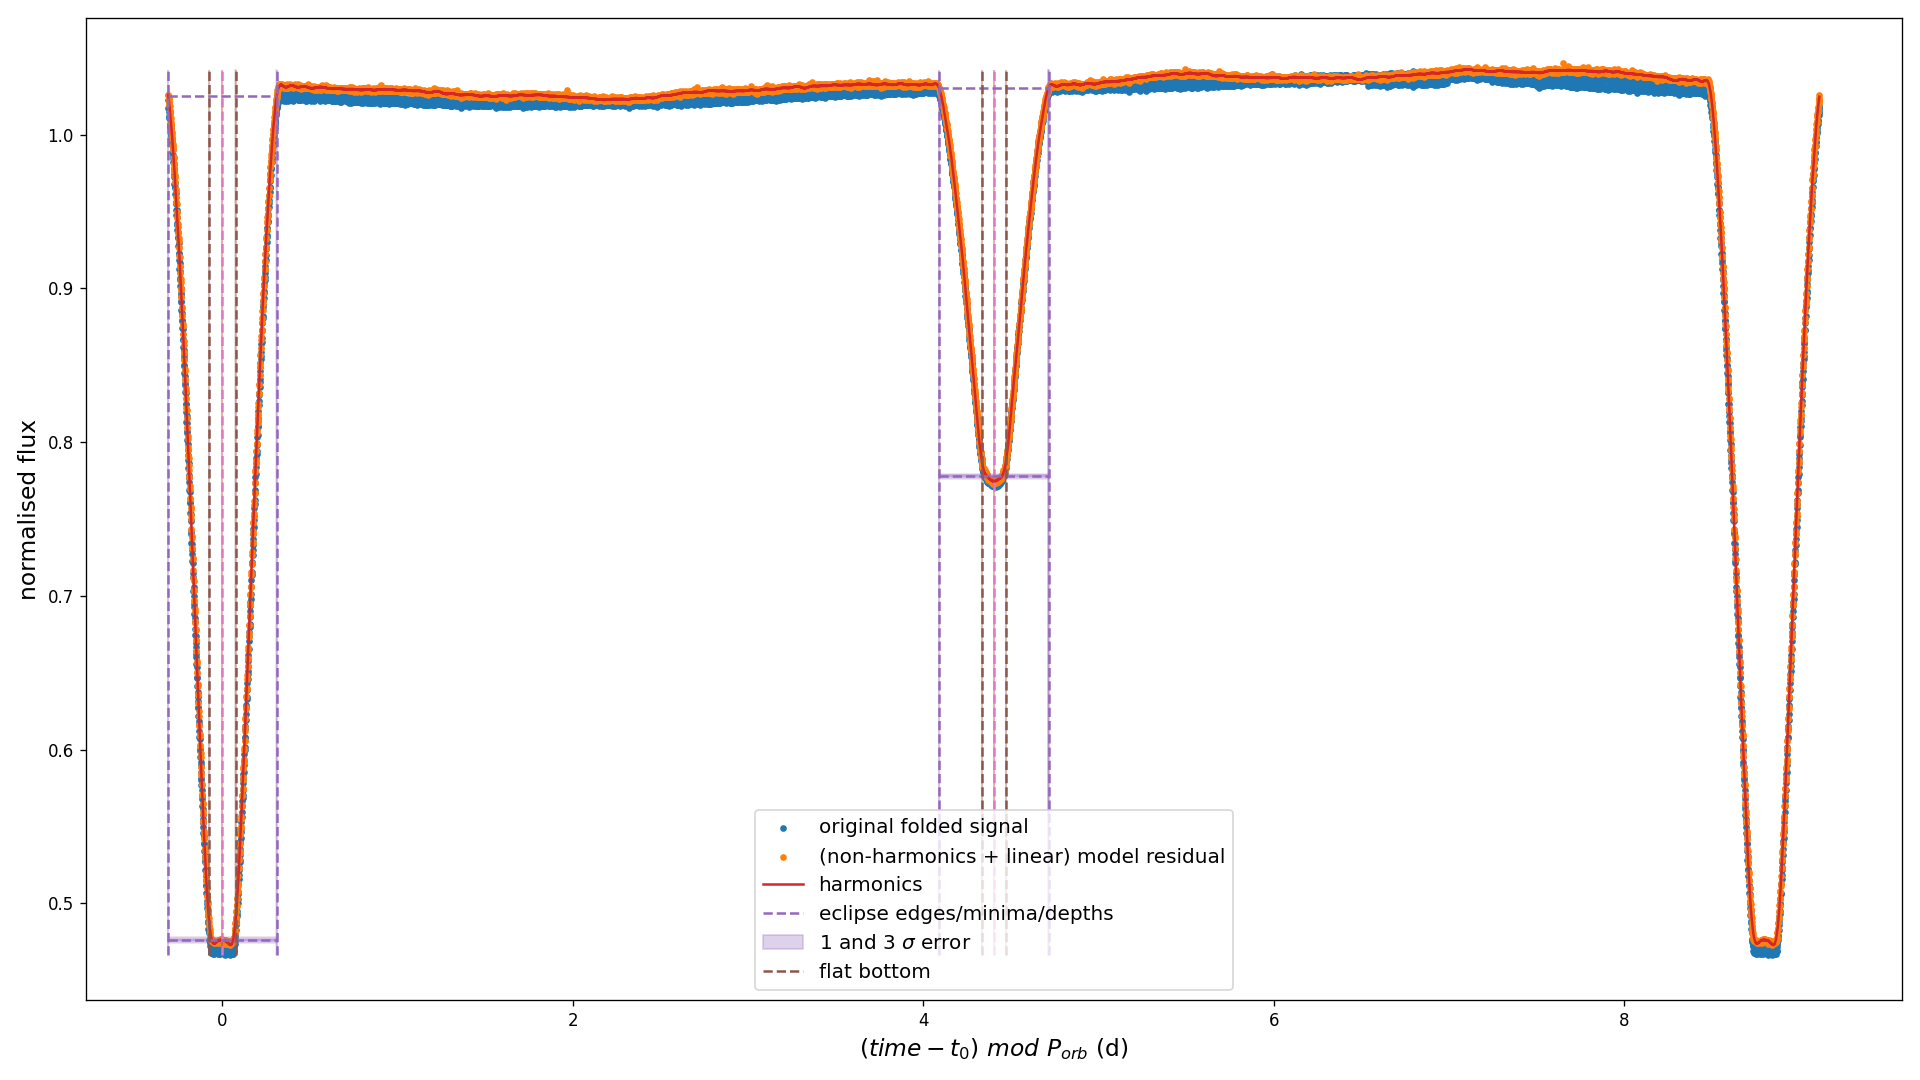 normalised flux
1.0
0.9
0.8
0.7
0.6
0.5
original folded signal
(non-harmonics + linear) model residual
harmonics
eclipse edges/minima/depths
1 and 3 σ error
flat bottom
0 2 4 6 8
(time − t₀) mod Pₒᵣb (d)